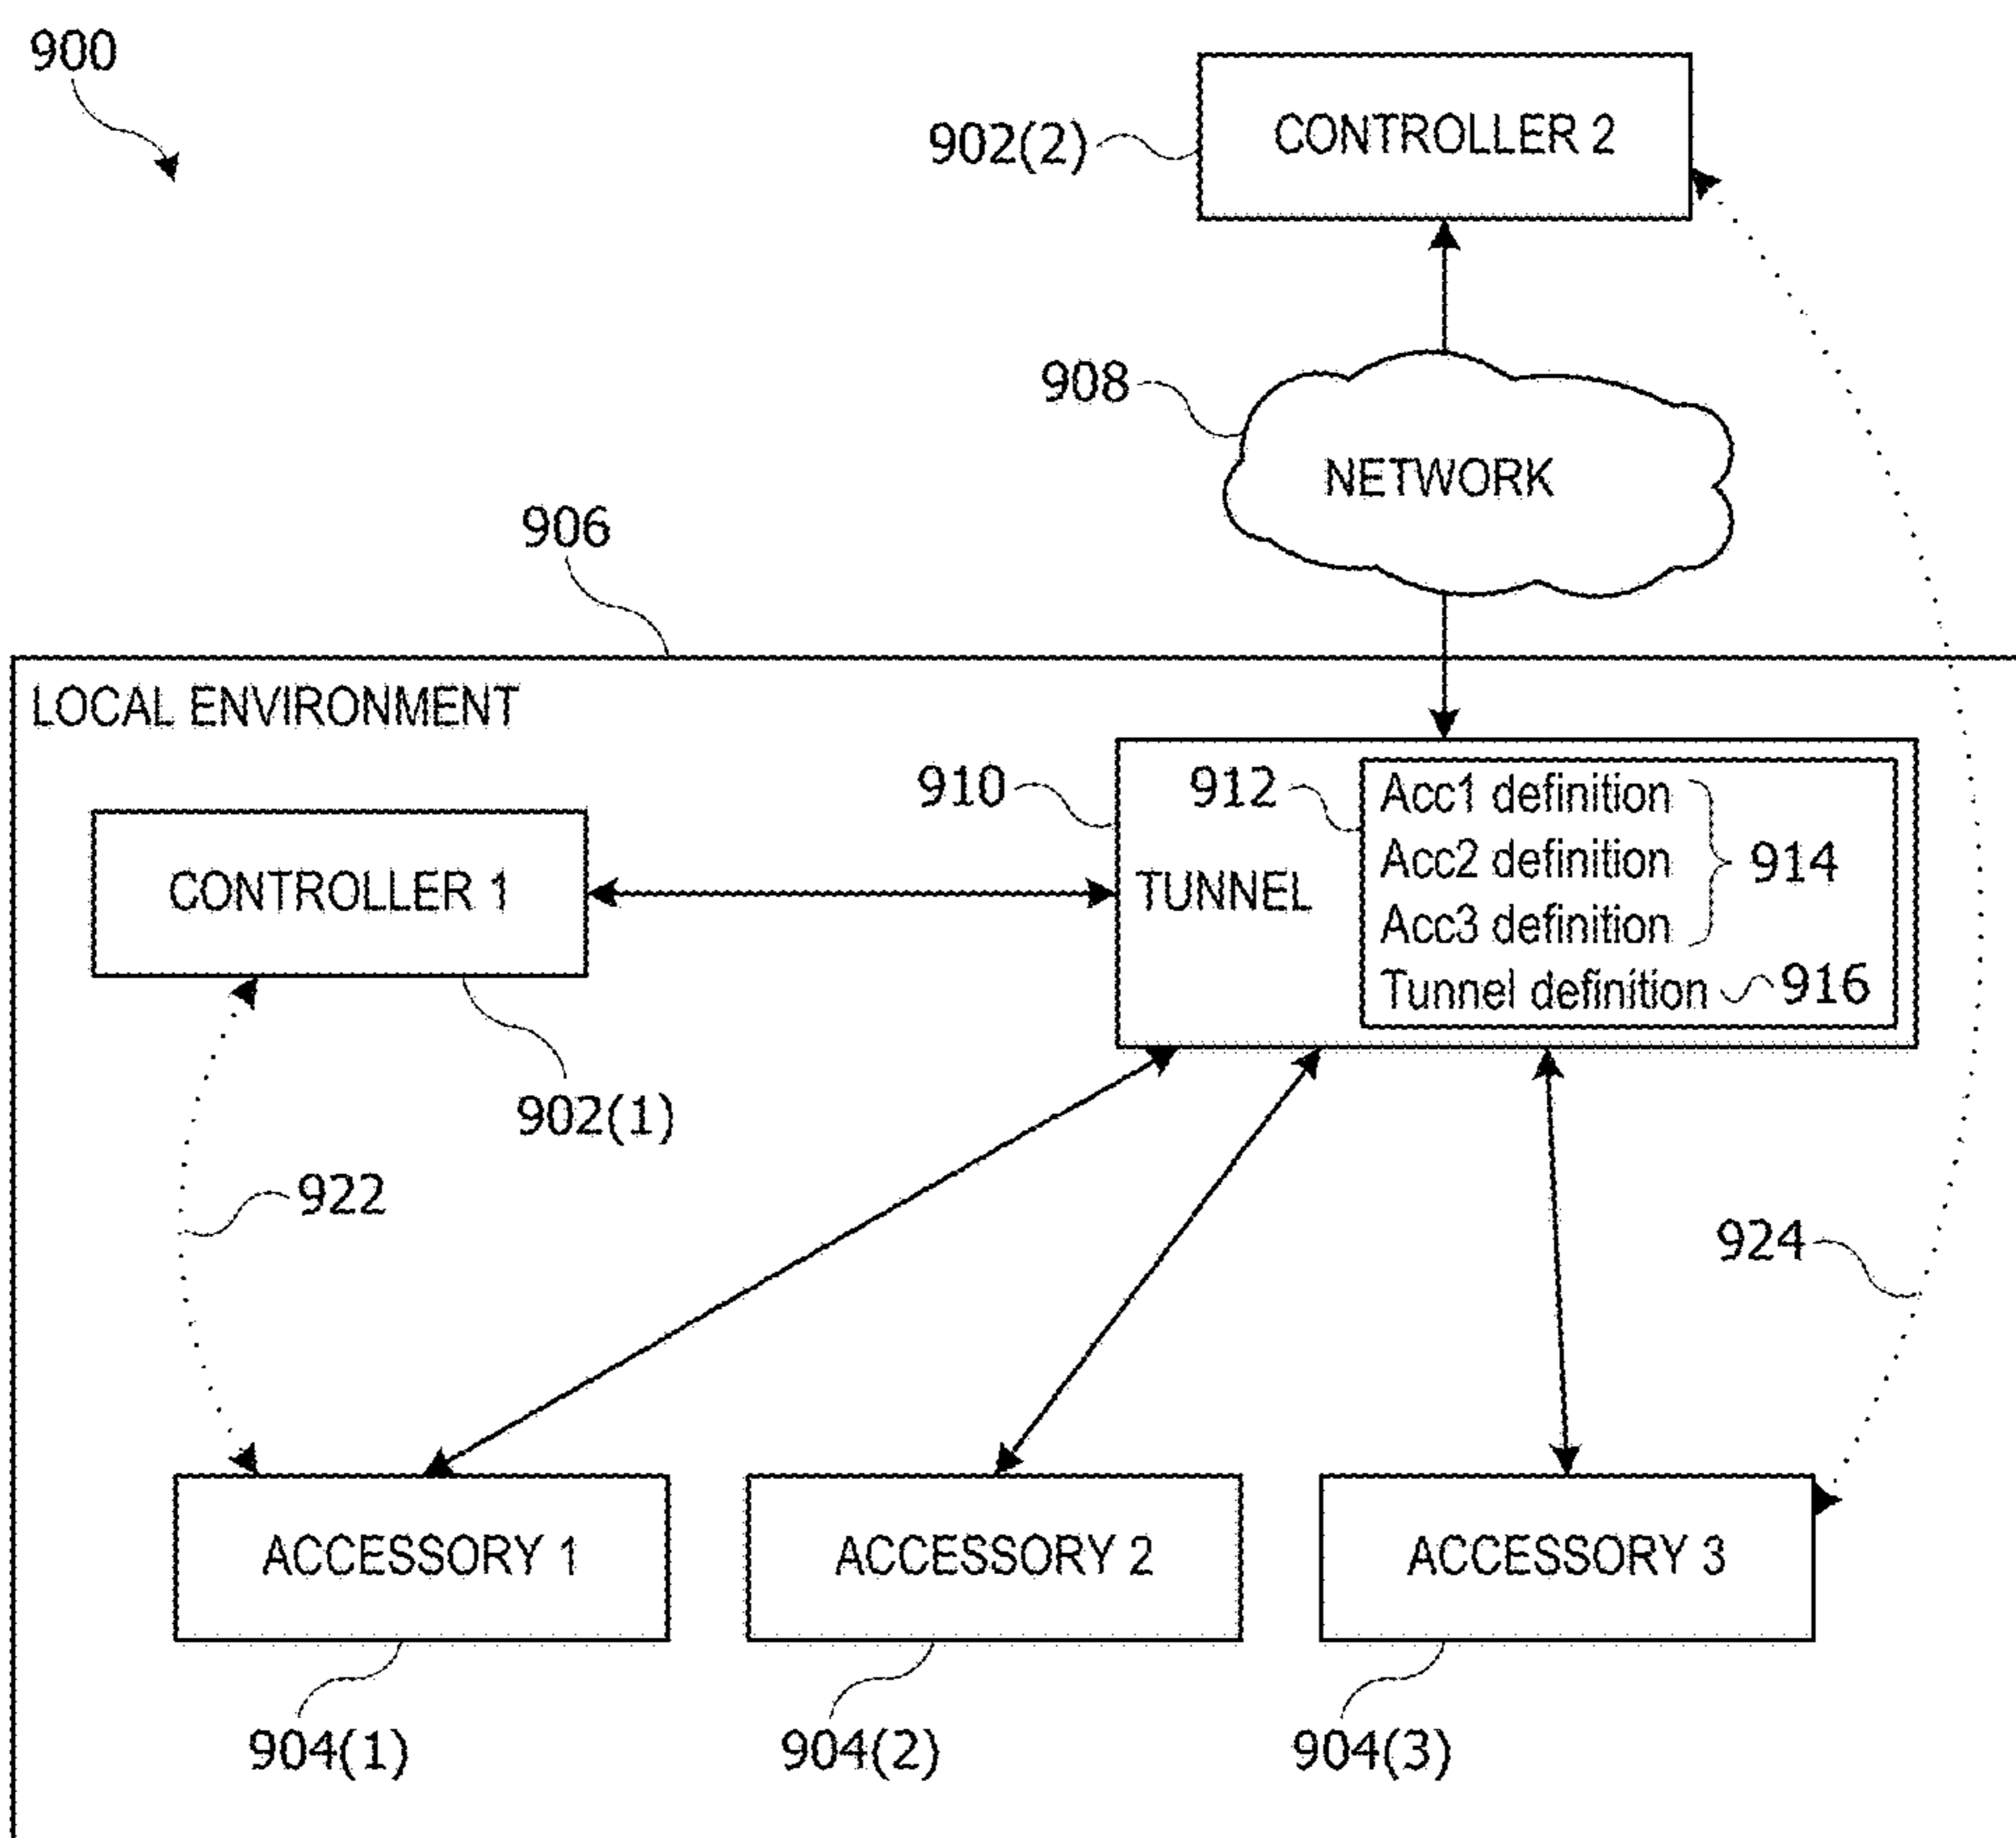 900
CONTROLLER 2
902(2)
908
NETWORK
906
LOCAL ENVIRONMENT
910
TUNNEL
912
Acc1 definition
Acc2 definition
Acc3 definition
914
Tunnel definition
916
CONTROLLER 1
902(1)
922
924
ACCESSORY 1
ACCESSORY 2
ACCESSORY 3
904(1)
904(2)
904(3)